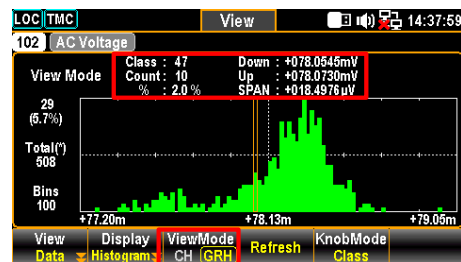 LOC TMC View 14:37:59
102 AC Voltage
Class : 47 Down : +078.0545mV
View Mode Count : 10 Up : +078.0730mV
% : 2.0 % SPAN : +018.4976µV
29
(5.7%)
Total(*)
508
Bins
100
+77.20m +78.13m +79.05m
View Display ViewMode Refresh KnobMode
Data Histogram CH GRH Class